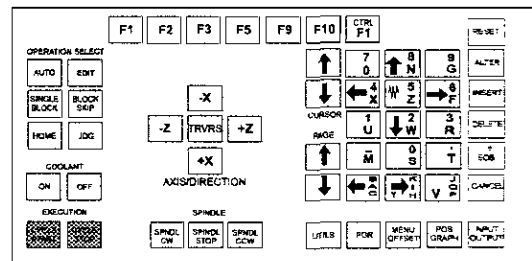 F1 F2 F3 F5 F9 F10 CTRL F1
RESET
OPERATION SELECT
AUTO EDIT
SINGLE BLOCK
BLOCK SKIP
HOME JOG
COOLANT
ON OFF
EXECUTION
-X
-Z TRVRS +Z
+X
AXIS/DIRECTION
SPINDLE
SPNDL CW
SPNDL STOP
SPNDL CCW
7 8 9
N G
ALTER
4 5 6
X Z F
INSERT
CURSOR
1 2 3
U W R
DELETE
PAGE
- 0 .
M S T
EOB
CANCEL
UTILS PGR
MENU OFFSET
POS GRAPH
INPUT OUTPUT